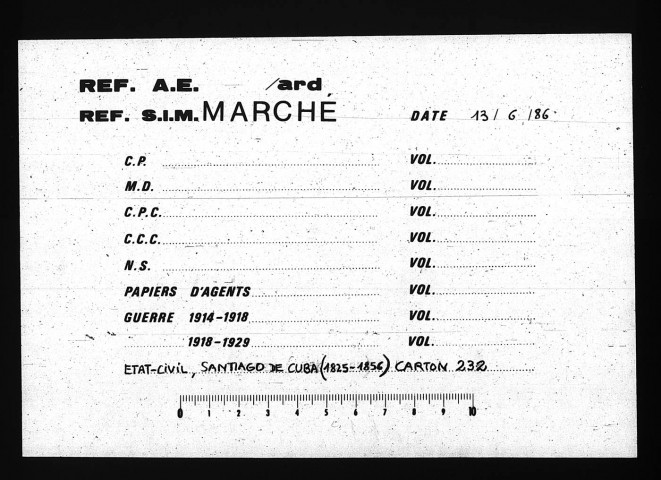 REF. A.E. /ard
REF. S.I.M. MARCHÉ DATE 13/ 6 /86
C.P. VOL.
M.D. VOL.
C.P.C. VOL.
C.C.C. VOL.
N.S. VOL.
PAPIERS D'AGENTS VOL.
GUERRE 1914-1918 VOL.
1918-1929 VOL.
ETAT-CIVIL, SANTIAGO DE CUBA (1825-1856) CARTON 232
0 1 2 3 4 5 6 7 8 9 10